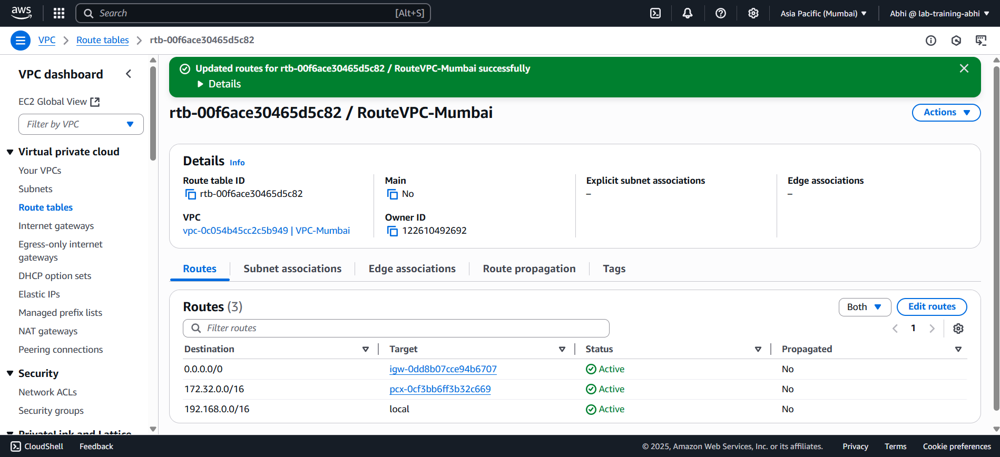 aws
Search [Alt+S]
Asia Pacific (Mumbai)
Abhi @ lab-training-abhi
VPC
Route tables
rtb-00f6ace30465d5c82
VPC dashboard
EC2 Global View
Filter by VPC
Virtual private cloud
Your VPCs
Subnets
Route tables
Internet gateways
Egress-only internet
gateways
DHCP option sets
Elastic IPs
Managed prefix lists
NAT gateways
Peering connections
Security
Network ACLs
Security groups
PrivateLink and Lattice
Updated routes for rtb-00f6ace30465d5c82 / RouteVPC-Mumbai successfully
Details
rtb-00f6ace30465d5c82 / RouteVPC-Mumbai
Actions
Details Info
Route table ID
rtb-00f6ace30465d5c82
Main
No
Explicit subnet associations
–
Edge associations
–
VPC
vpc-0c054b45cc2c5b949 | VPC-Mumbai
Owner ID
122610492692
Routes Subnet associations Edge associations Route propagation Tags
Routes (3)
Both
Edit routes
Filter routes
1
Destination Target Status Propagated
0.0.0.0/0 igw-0dd8b07cce94b6707 Active No
172.32.0.0/16 pcx-0cf3bb6ff3b32c669 Active No
192.168.0.0/16 local Active No
CloudShell Feedback
© 2025, Amazon Web Services, Inc. or its affiliates. Privacy Terms Cookie preferences